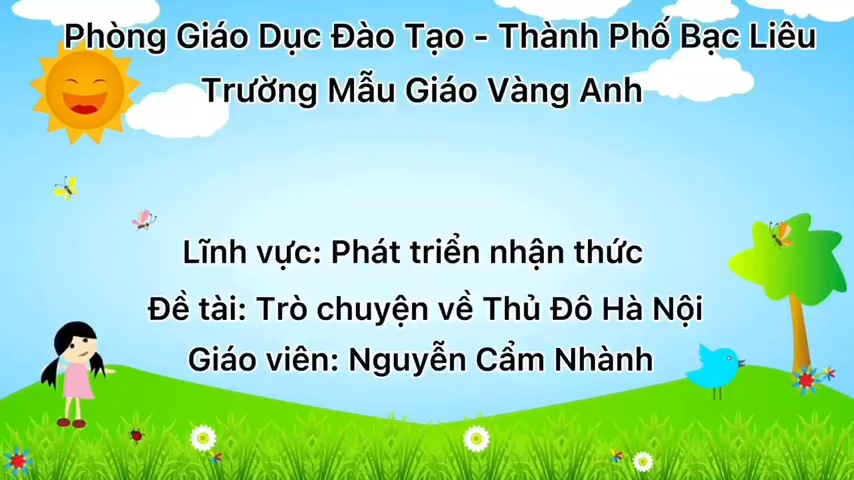 Phòng Giáo Dục Đào Tạo - Thành Phố Bạc Liêu
Trường Mẫu Giáo Vàng Anh
Lĩnh vực: Phát triển nhận thức
Đề tài: Trò chuyện về Thủ Đô Hà Nội
Giáo viên: Nguyễn Cẩm Nhành